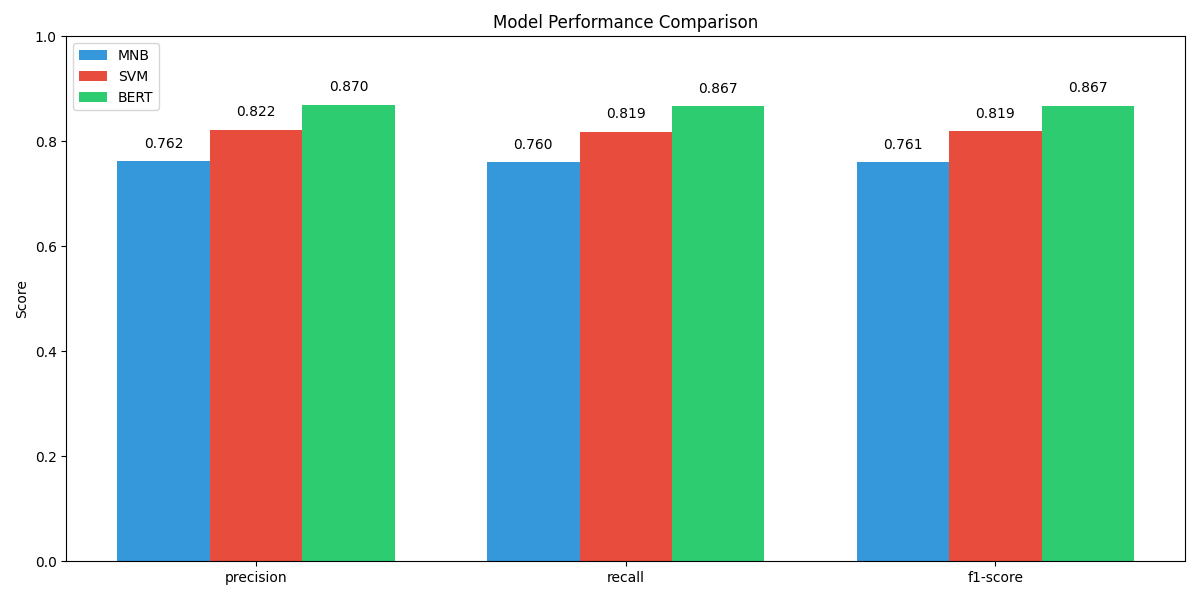 Model Performance Comparison
MNB
SVM
BERT
1.0
0.8
0.6
0.4
0.2
0.0
Score
0.762
0.822
0.870
0.760
0.819
0.867
0.761
0.819
0.867
precision
recall
f1-score